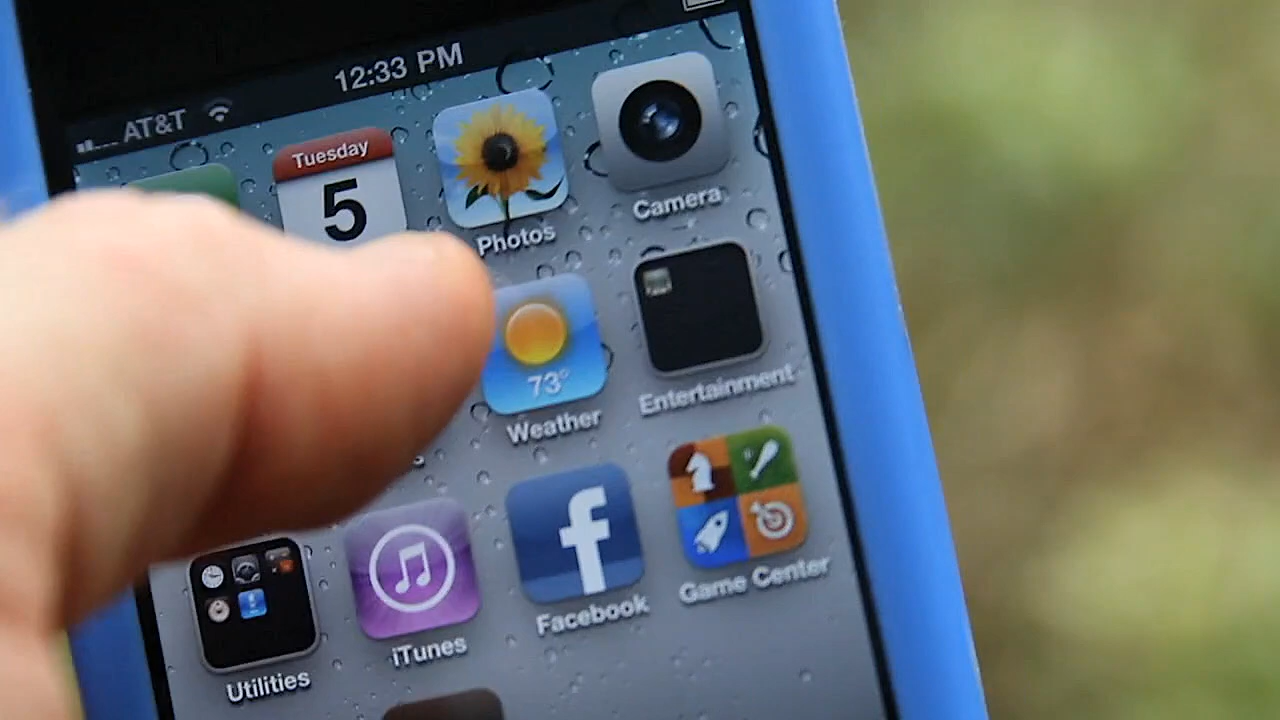 12:33 PM
AT&T
Tuesday
5
Photos
Camera
73°
Weather
Entertainment
f
Utilities
iTunes
Facebook
Game Center